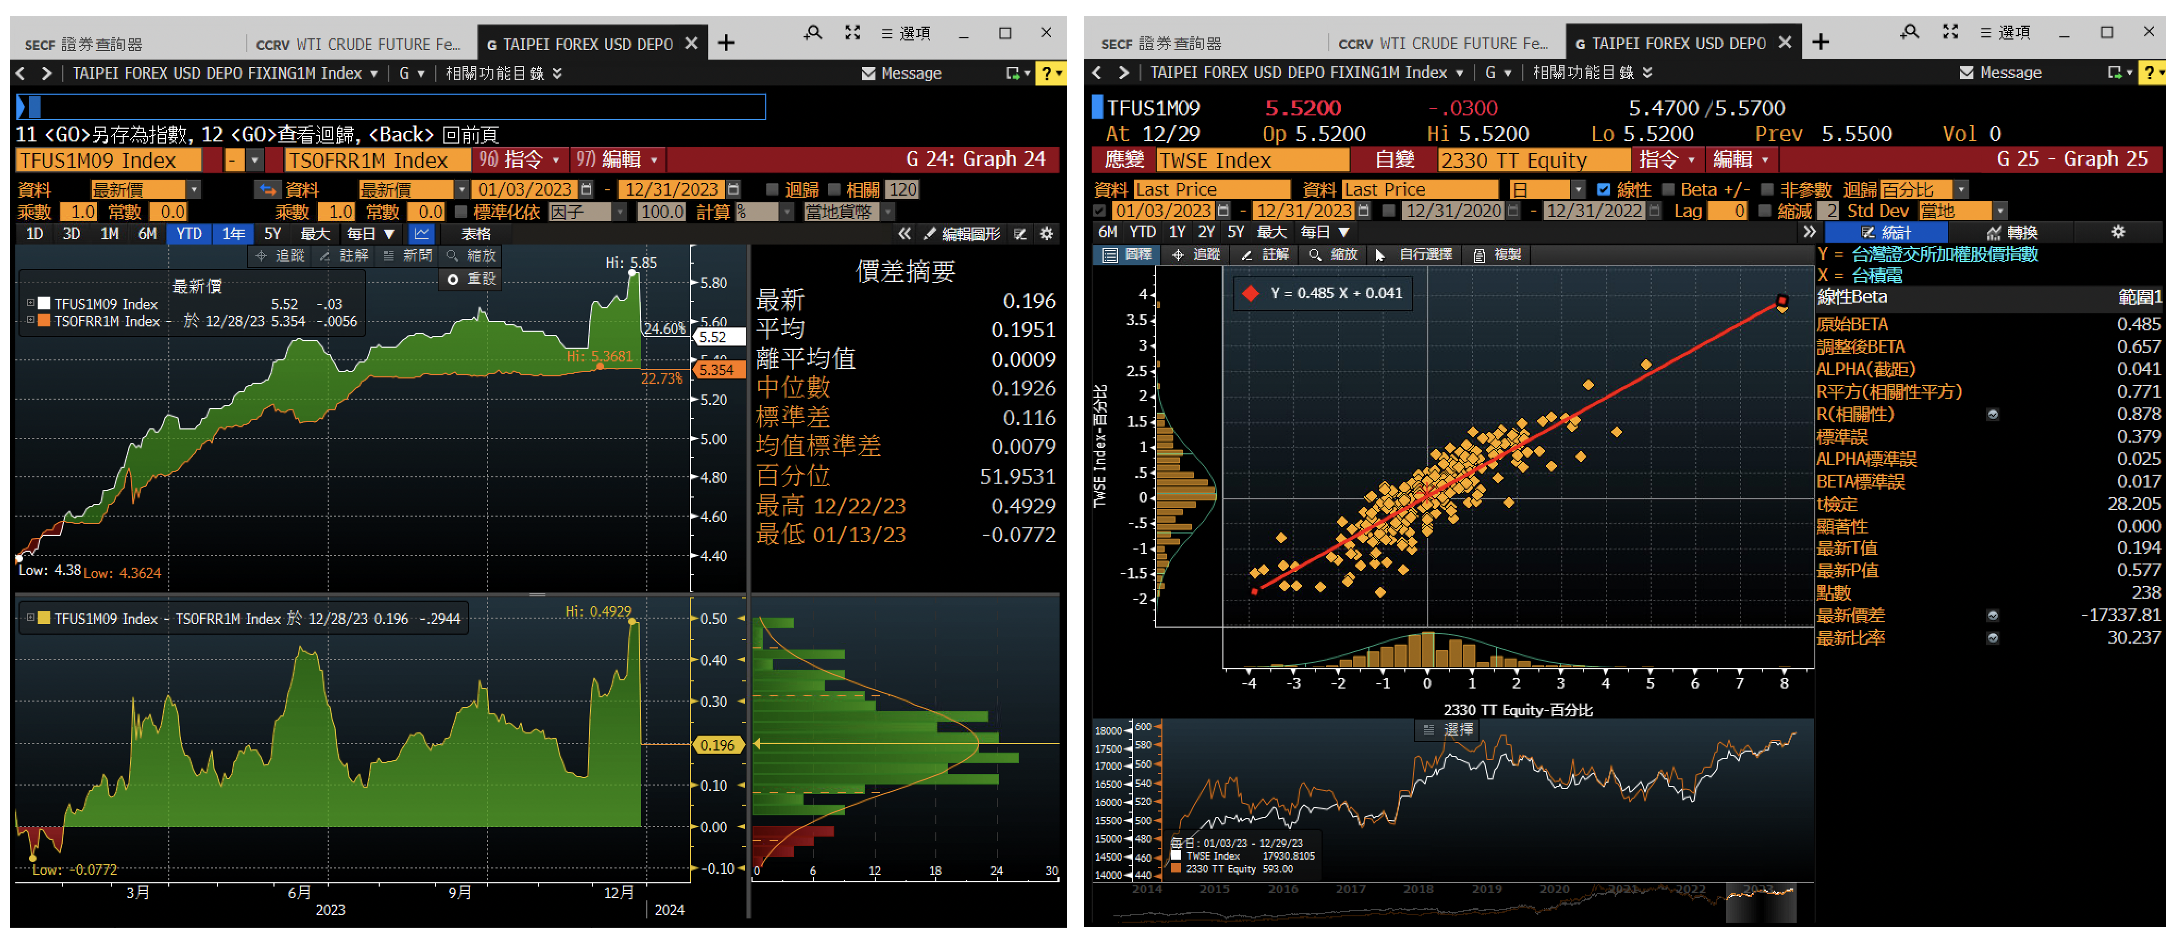 SECF 證券查詢器 CCRV WTI CRUDE FUTURE Fe... G TAIPEI FOREX USD DEPO × + 選項
TAIPEI FOREX USD DEPO FIXING1M Index G 相關功能目錄 Message ?
11 <GO>另存為指數, 12 <GO>查看迴歸, <Back> 回前頁
TFUS1M09 Index - TSOFRR1M Index 96) 指令 97) 編輯 G 24: Graph 24
資料 最新價 資料 最新價 01/03/2023 - 12/31/2023 迴歸 相關 120
乘數 1.0 常數 0.0 乘數 1.0 常數 0.0 標準化依 因子 100.0 計算 % 當地貨幣
1D 3D 1M 6M YTD 1年 5Y 最大 每日 表格 編輯圖形
追蹤 註解 新聞 縮放
重設
最新價
TFUS1M09 Index 5.52 -.03
TSOFRR1M Index - 於 12/28/23 5.354 -.0056
Hi: 5.85
24.60%
Hi: 5.3681
22.73%
Low: 4.38
Low: 4.3624
5.80
5.60
5.52
5.40
5.354
5.20
5.00
4.80
4.60
4.40
價差摘要
最新 0.196
平均 0.1951
離平均值 0.0009
中位數 0.1926
標準差 0.116
均值標準差 0.0079
百分位 51.9531
最高 12/22/23 0.4929
最低 01/13/23 -0.0772
TFUS1M09 Index - TSOFRR1M Index 於 12/28/23 0.196 -.2944
Hi: 0.4929
Low: -0.0772
0.50
0.40
0.30
0.196
0.10
0.00
-0.10
0 6 12 18 24 30
3月 6月 9月 12月
2023 2024
SECF 證券查詢器 CCRV WTI CRUDE FUTURE Fe... G TAIPEI FOREX USD DEPO × + 選項
TAIPEI FOREX USD DEPO FIXING1M Index G 相關功能目錄 Message ?
TFUS1M09 5.5200 -.0300 5.4700 /5.5700
At 12/29 Op 5.5200 Hi 5.5200 Lo 5.5200 Prev 5.5500 Vol 0
應變 TWSE Index 自變 2330 TT Equity 指令 編輯 G 25 - Graph 25
資料 Last Price 資料 Last Price 日 線性 Beta +/- 非參數 迴歸 百分比
01/03/2023 - 12/31/2023 12/31/2020 - 12/31/2022 Lag 0 縮減 2 Std Dev 當地
6M YTD 1Y 2Y 5Y 最大 每日 統計 轉換
圖釋 追蹤 註解 縮放 自行選擇 複製
Y = 0.485 X + 0.041
TWSE Index-百分比
4
3.5
3
2.5
2
1.5
1
.5
0
-.5
-1
-1.5
-2
-4 -3 -2 -1 0 1 2 3 4 5 6 7 8
2330 TT Equity-百分比
Y = 台灣證交所加權股價指數
X = 台積電
線性Beta 範圍1
原始BETA 0.485
調整後BETA 0.657
ALPHA(截距) 0.041
R平方(相關性平方) 0.771
R(相關性) 0.878
標準誤 0.379
ALPHA標準誤 0.025
BETA標準誤 0.017
t檢定 28.205
顯著性 0.000
最新T值 0.194
最新P值 0.577
點數 238
最新價差 -17337.81
最新比率 30.237
選擇
18000 600
17500 580
17000 560
16500 540
16000 520
15500 500
15000 480
14500 460
14000 440
每日: 01/03/23 - 12/29/23
TWSE Index 17930.8105
2330 TT Equity 593.00
2014 2015 2016 2017 2018 2019 2020 2021 2022 2023